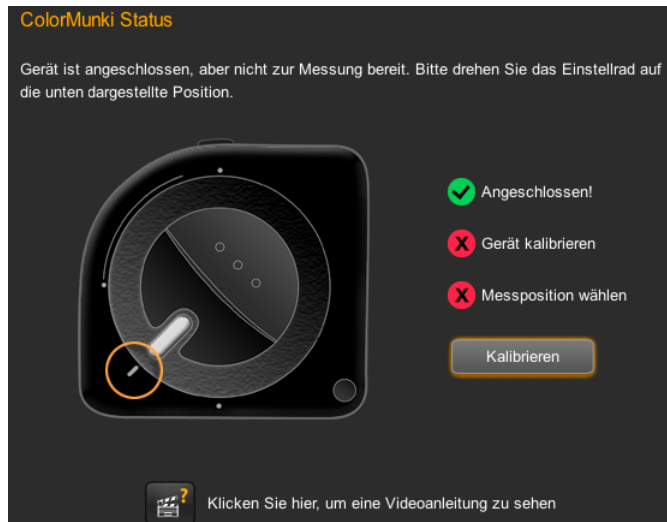 ColorMunki Status
Gerät ist angeschlossen, aber nicht zur Messung bereit. Bitte drehen Sie das Einstellrad auf
die unten dargestellte Position.
Angeschlossen!
Gerät kalibrieren
Messposition wählen
Kalibrieren
Klicken Sie hier, um eine Videoanleitung zu sehen